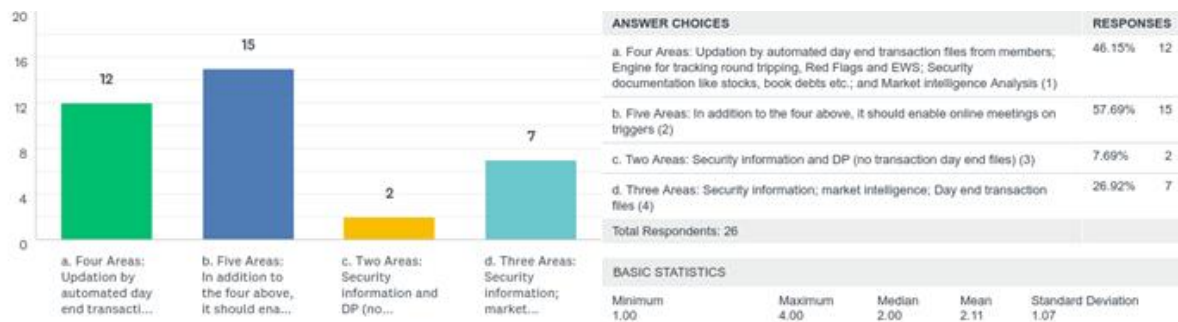 20
16
12
8
4
0
12
15
2
7
a. Four Areas:
Updation by
automated day
end transacti...
b. Five Areas:
In addition to
the four above,
it should ena...
c. Two Areas:
Security
information and
DP (no...
d. Three Areas:
Security
information;
market...
ANSWER CHOICES RESPONSES
a. Four Areas: Updation by automated day end transaction files from members; 46.15% 12
Engine for tracking round tripping, Red Flags and EWS; Security
documentation like stocks, book debts etc.; and Market intelligence Analysis (1)
b. Five Areas: In addition to the four above, it should enable online meetings on 57.69% 15
triggers (2)
c. Two Areas: Security information and DP (no transaction day end files) (3) 7.69% 2
d. Three Areas: Security information; market intelligence; Day end transaction 26.92% 7
files (4)
Total Respondents: 26
BASIC STATISTICS
Minimum Maximum Median Mean Standard Deviation
1.00 4.00 2.00 2.11 1.07